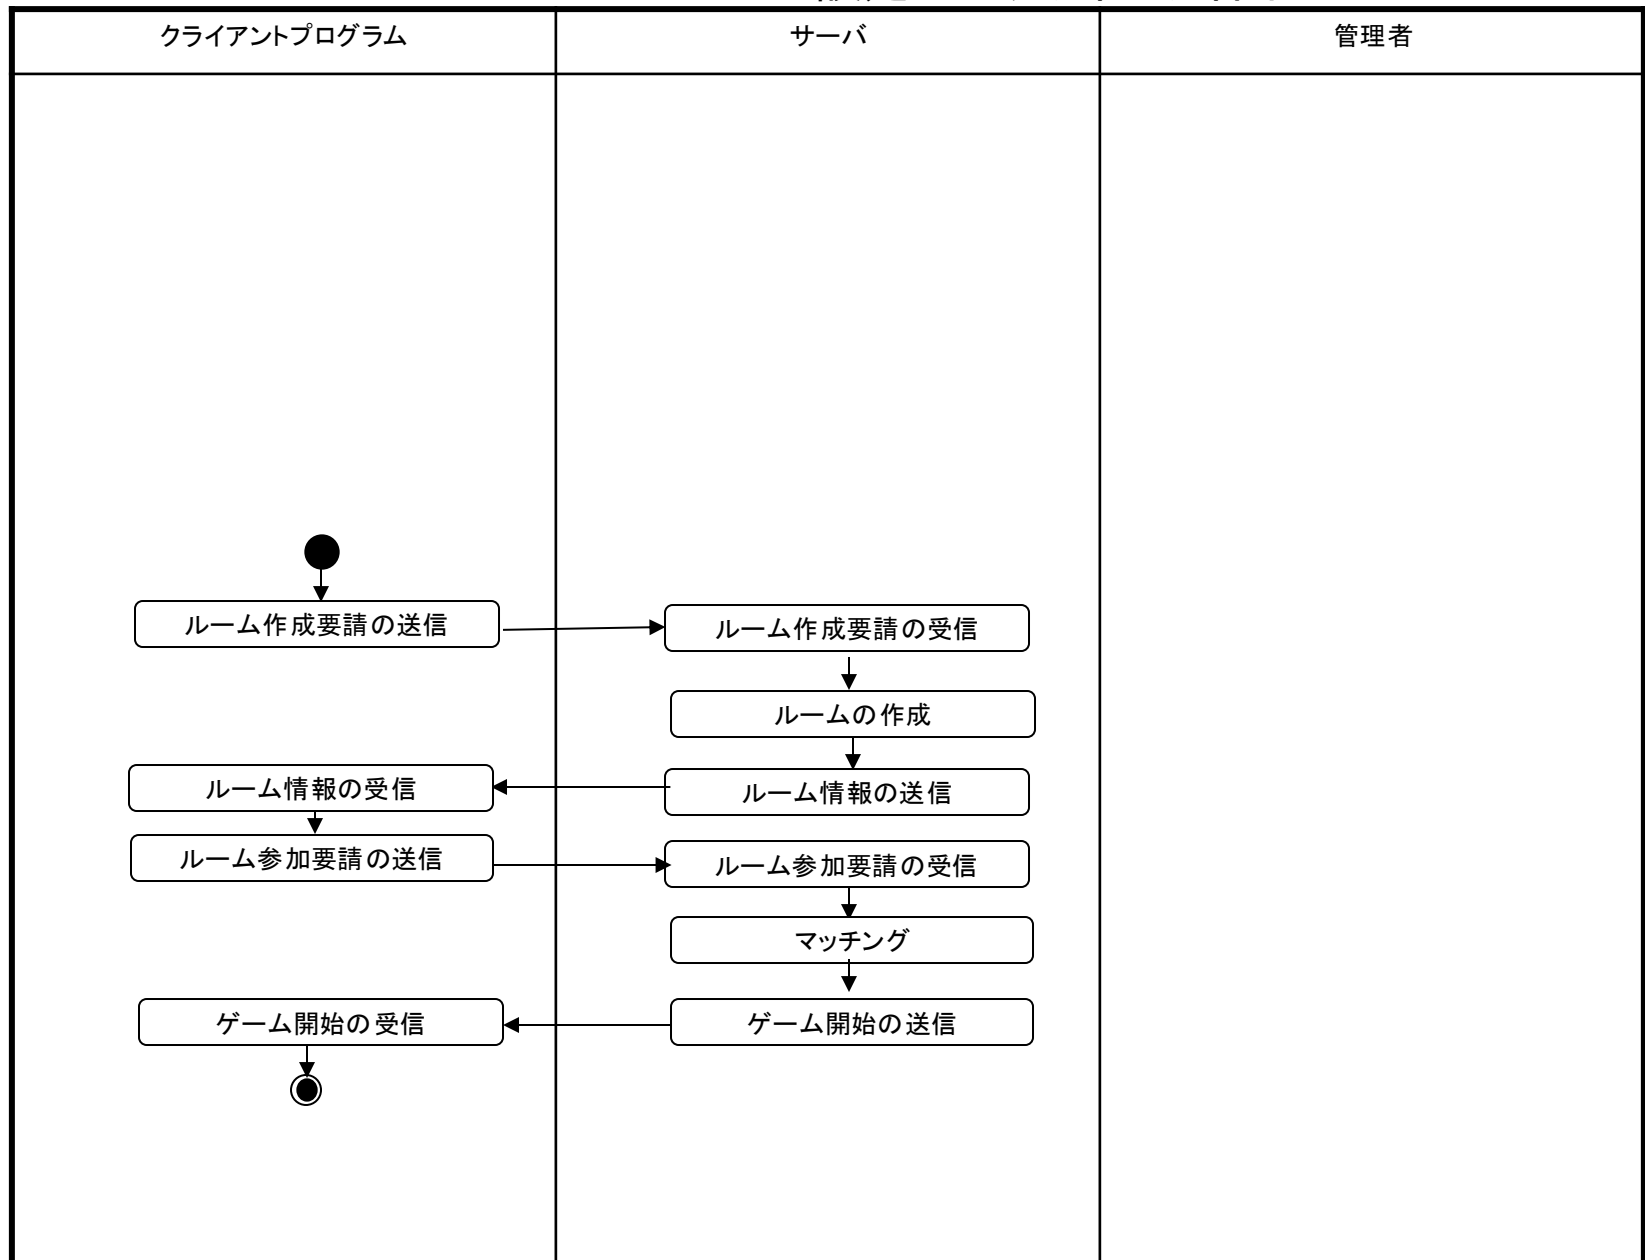 クライアントプログラム
サーバ
管理者
ルーム作成要請の送信
ルーム作成要請の受信
ルームの作成
ルーム情報の受信
ルーム情報の送信
ルーム参加要請の送信
ルーム参加要請の受信
マッチング
ゲーム開始の受信
ゲーム開始の送信